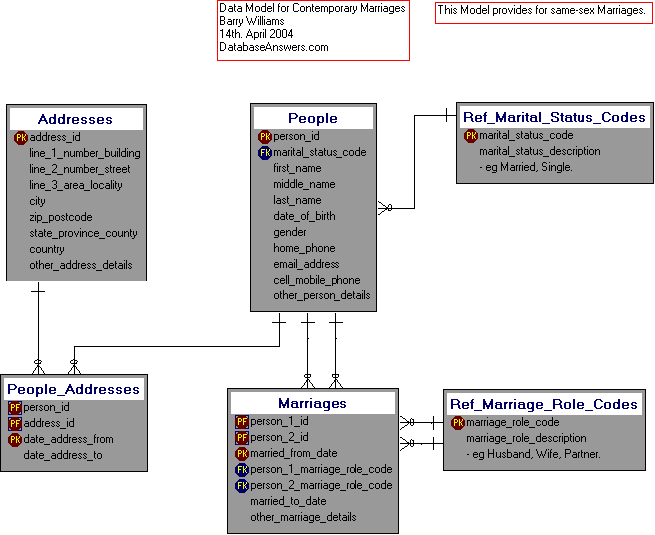 Data Model for Contemporary Marriages
Barry Williams
14th. April 2004
DatabaseAnswers.com
This Model provides for same-sex Marriages.
Addresses
PK address_id
line_1_number_building
line_2_number_street
line_3_area_locality
city
zip_postcode
state_province_county
country
other_address_details
People
PK person_id
FK marital_status_code
first_name
middle_name
last_name
date_of_birth
gender
home_phone
email_address
cell_mobile_phone
other_person_details
Ref_Marital_Status_Codes
PK marital_status_code
marital_status_description
- eg Married, Single.
People_Addresses
PF person_id
PF address_id
PK date_address_from
date_address_to
Marriages
PF person_1_id
PF person_2_id
PK married_from_date
FK person_1_marriage_role_code
FK person_2_marriage_role_code
married_to_date
other_marriage_details
Ref_Marriage_Role_Codes
PK marriage_role_code
marriage_role_description
- eg Husband, Wife, Partner.